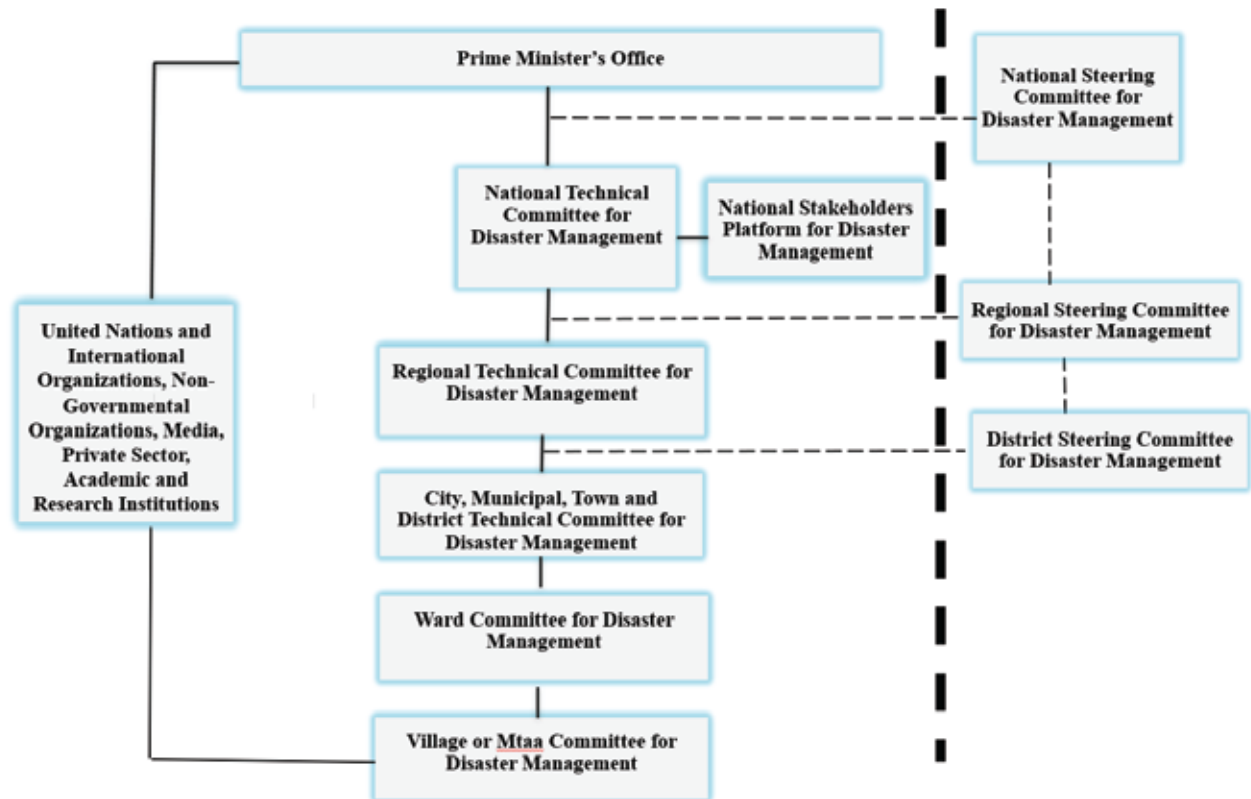 Prime Minister's Office
National Steering
Committee for
Disaster Management
National Technical
Committee for
Disaster Management
National Stakeholders
Platform for Disaster
Management
Regional Steering Committee
for Disaster Management
United Nations and
International
Organizations, Non-
Governmental
Organizations, Media,
Private Sector,
Academic and
Research Institutions
Regional Technical Committee for
Disaster Management
District Steering Committee
for Disaster Management
City, Municipal, Town and
District Technical Committee for
Disaster Management
Ward Committee for Disaster
Management
Village or Mtaa Committee for
Disaster Management